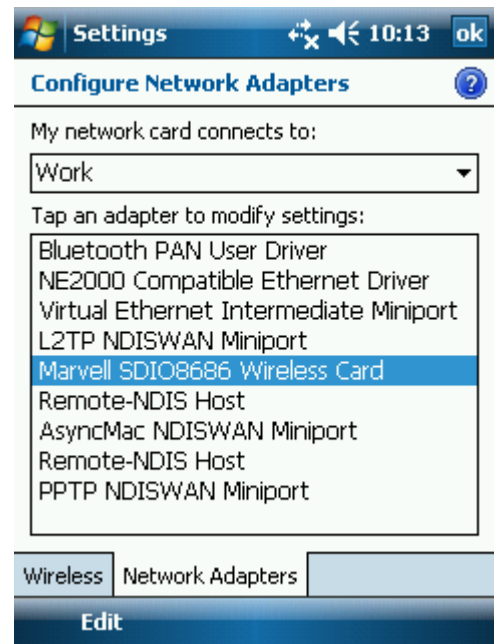 Settings 10:13 ok
Configure Network Adapters ?
My network card connects to:
Work
Tap an adapter to modify settings:
Bluetooth PAN User Driver
NE2000 Compatible Ethernet Driver
Virtual Ethernet Intermediate Miniport
L2TP NDISWAN Miniport
Marvell SDIO8686 Wireless Card
Remote-NDIS Host
AsyncMac NDISWAN Miniport
Remote-NDIS Host
PPTP NDISWAN Miniport
Wireless Network Adapters
Edit